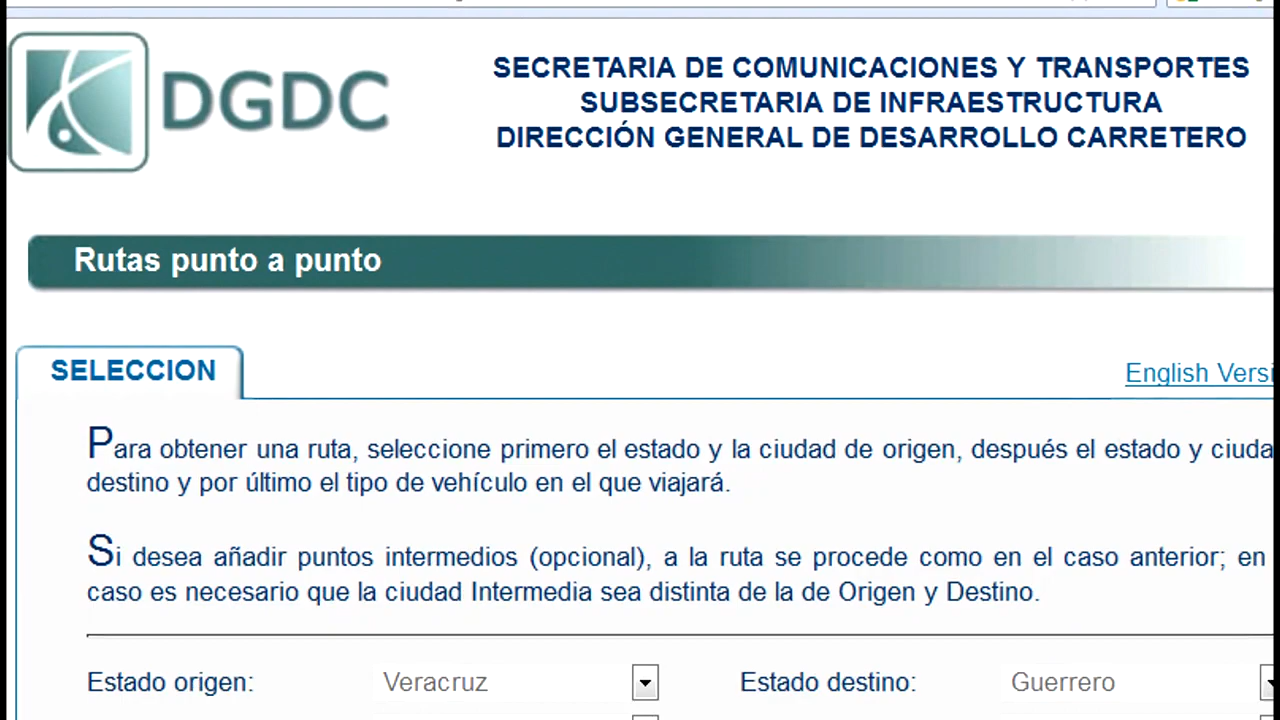 DGDC
SECRETARIA DE COMUNICACIONES Y TRANSPORTES
SUBSECRETARIA DE INFRAESTRUCTURA
DIRECCIÓN GENERAL DE DESARROLLO CARRETERO
Rutas punto a punto
SELECCION
English Versi
Para obtener una ruta, seleccione primero el estado y la ciudad de origen, después el estado y ciuda
destino y por último el tipo de vehículo en el que viajará.
Si desea añadir puntos intermedios (opcional), a la ruta se procede como en el caso anterior; en
caso es necesario que la ciudad Intermedia sea distinta de la de Origen y Destino.
Estado origen: Veracruz Estado destino: Guerrero